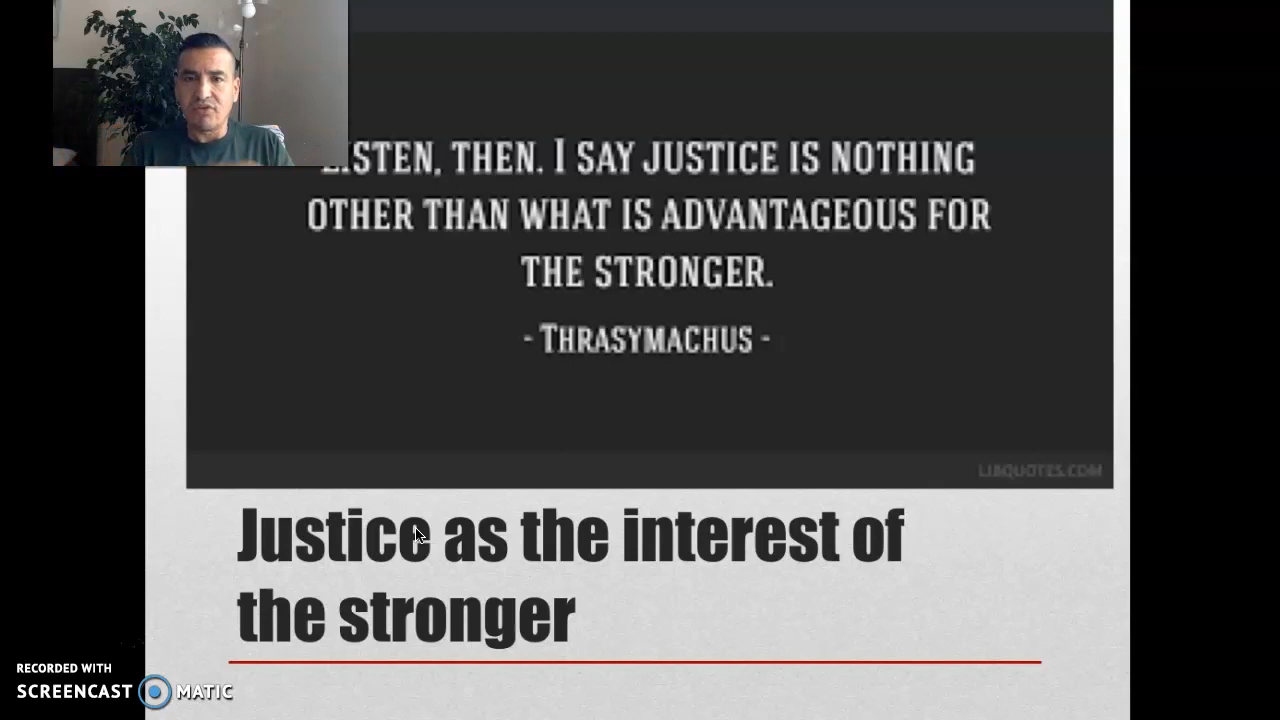 LISTEN, THEN. I SAY JUSTICE IS NOTHING
OTHER THAN WHAT IS ADVANTAGEOUS FOR
THE STRONGER.
- THRASYMACHUS -
LIBQUOTES.COM
Justice as the interest of
the stronger
RECORDED WITH
SCREENCAST MATIC